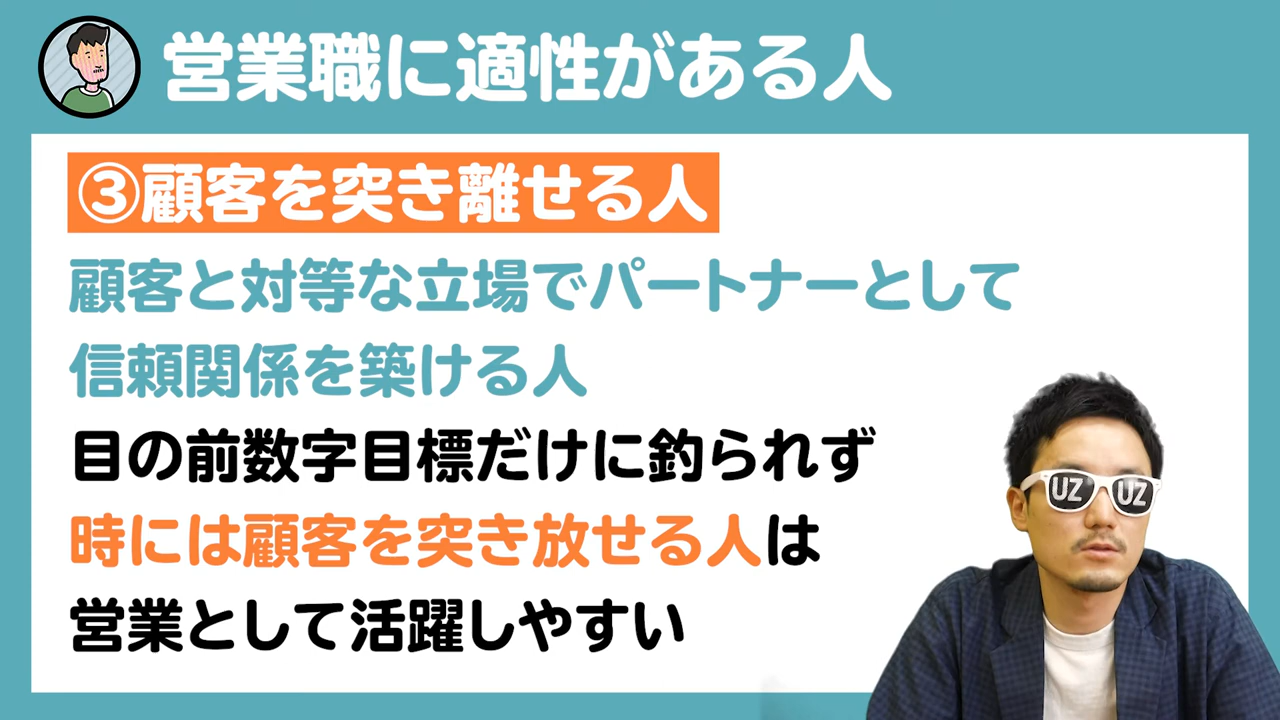 営業職に適性がある人
③顧客を突き離せる人
顧客と対等な立場でパートナーとして
信頼関係を築ける人
目の前数字目標だけに釣られず
時には顧客を突き放せる人は
営業として活躍しやすい
UZ UZ